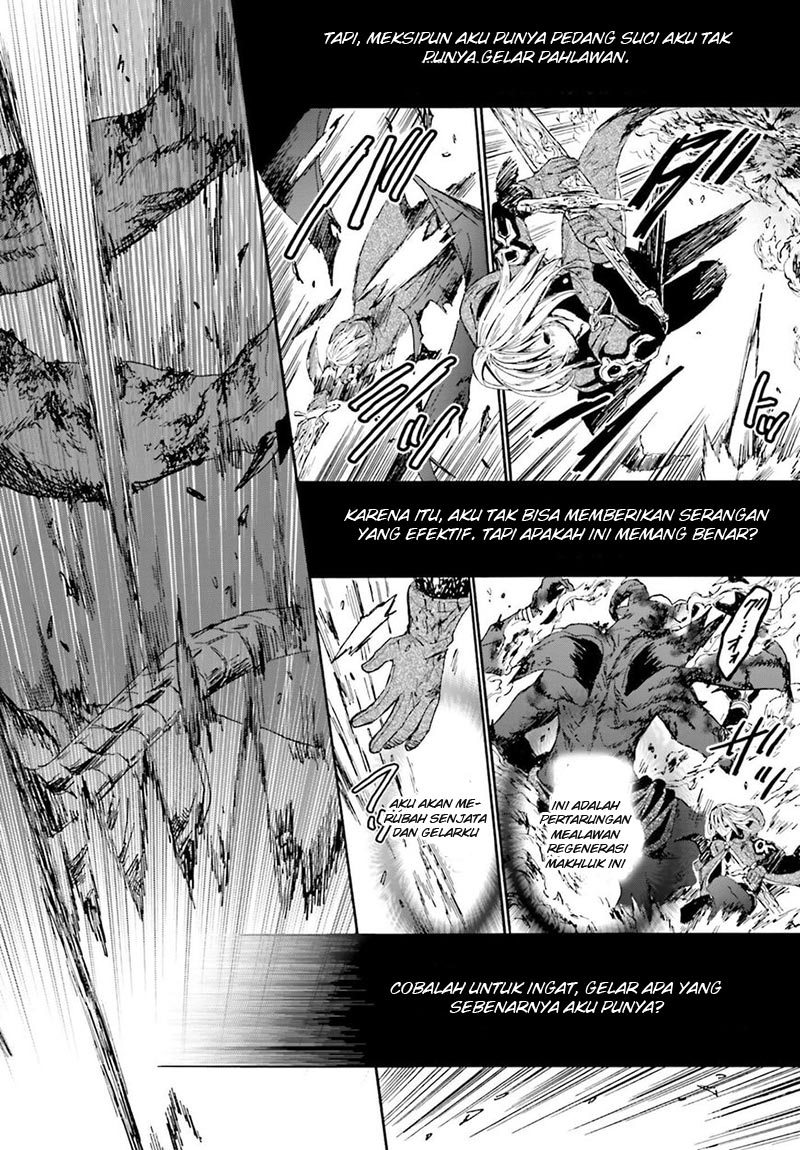 TAPI, MEKSIPUN AKU PUNYA PEDANG SUCI AKU TAK
PUNYA GELAR PAHLAWAN.
KARENA ITU, AKU TAK BISA MEMBERIKAN SERANGAN
YANG EFEKTIF. TAPI APAKAH INI MEMANG BENAR?
INI ADALAH
PERTARUNGAN
MEALAWAN
REGENERASI
MAKHLUK INI
AKU AKAN ME-
RUBAH SENJATA
DAN GELARKU
COBALAH UNTUK INGAT, GELAR APA YANG
SEBENARNYA AKU PUNYA?